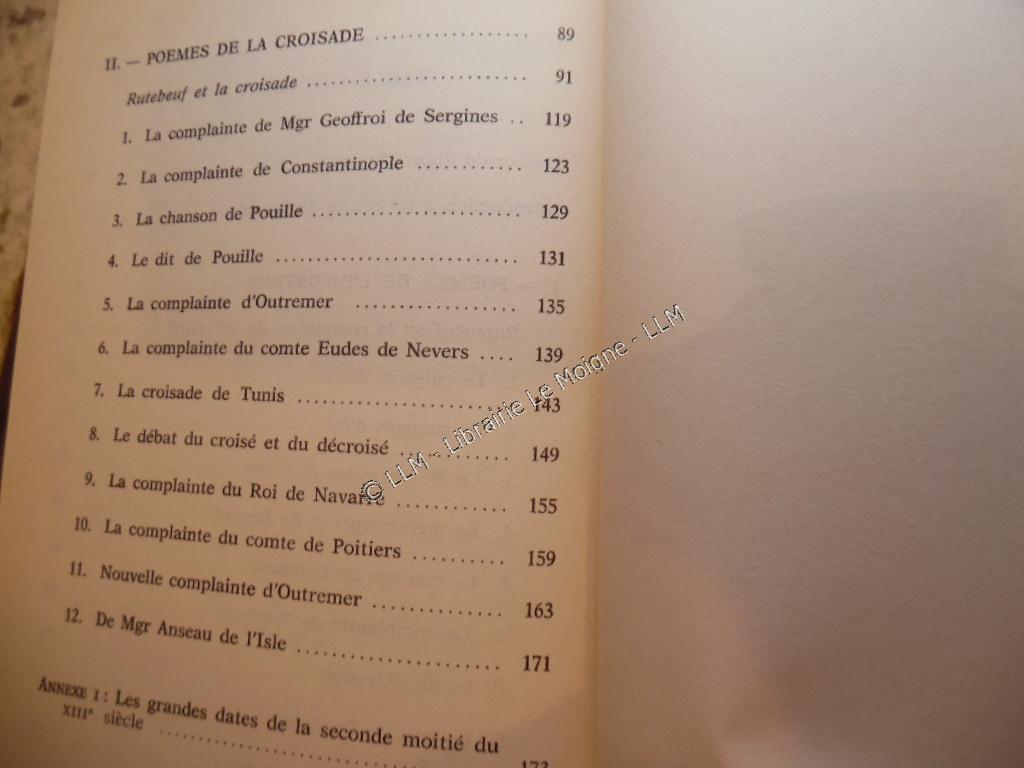 II. — POEMES DE LA CROISADE .................. 89
Rutebeuf et la croisade .......................... 91
1. La complainte de Mgr Geoffroi de Sergines .. 119
2. La complainte de Constantinople ............ 123
3. La chanson de Pouille ........................ 129
4. Le dit de Pouille ............................ 131
5. La complainte d'Outremer ................ 135
6. La complainte du comte Eudes de Nevers .... 139
7. La croisade de Tunis .......................... 143
8. Le débat du croisé et du décroisé ............ 149
9. La complainte du Roi de Navarre ............ 155
10. La complainte du comte de Poitiers .......... 159
11. Nouvelle complainte d'Outremer ............. 163
12. De Mgr Anseau de l'Isle ..................... 171
ANNEXE I : Les grandes dates de la seconde moitié du
XIIIe siècle .............................. 173
© LLM - Librairie Le Moigne - LLM